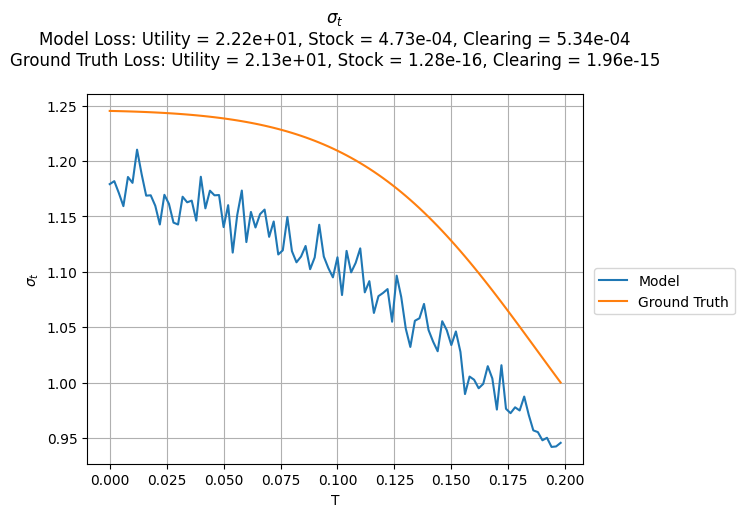 σₜ
Model Loss: Utility = 2.22e+01, Stock = 4.73e-04, Clearing = 5.34e-04
Ground Truth Loss: Utility = 2.13e+01, Stock = 1.28e-16, Clearing = 1.96e-15
1.25
1.20
1.15
1.10
1.05
1.00
0.95
σₜ
0.000
0.025
0.050
0.075
0.100
0.125
0.150
0.175
0.200
T
Model
Ground Truth